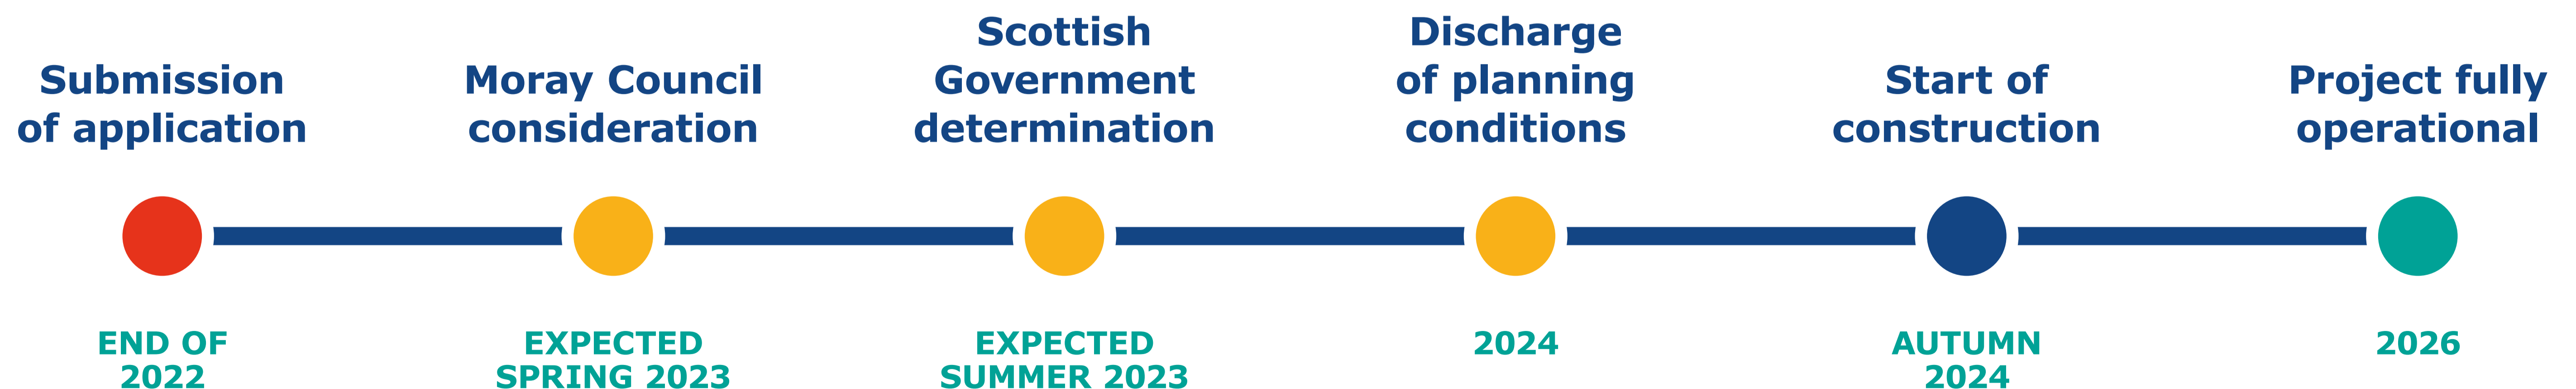 Submission
of application
END OF
2022
Moray Council
consideration
EXPECTED
SPRING 2023
Scottish
Government
determination
EXPECTED
SUMMER 2023
Discharge
of planning
conditions
2024
Start of
construction
AUTUMN
2024
Project fully
operational
2026